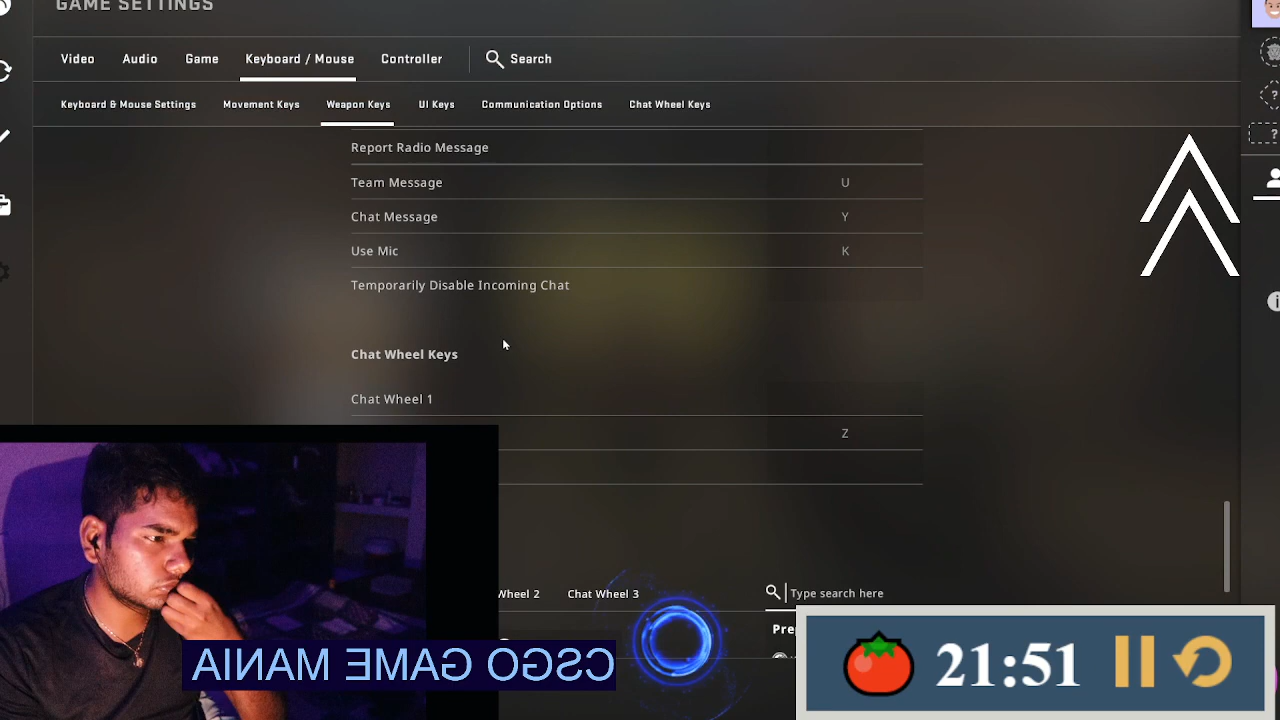 GAME SETTINGS
Video Audio Game Keyboard / Mouse Controller Search
Keyboard & Mouse Settings Movement Keys Weapon Keys UI Keys Communication Options Chat Wheel Keys
Report Radio Message
Team Message U
Chat Message Y
Use Mic K
Temporarily Disable Incoming Chat
Chat Wheel Keys
Chat Wheel 1
Z
Wheel 2 Chat Wheel 3 Type search here
CSGO GAME MANIA
21:51